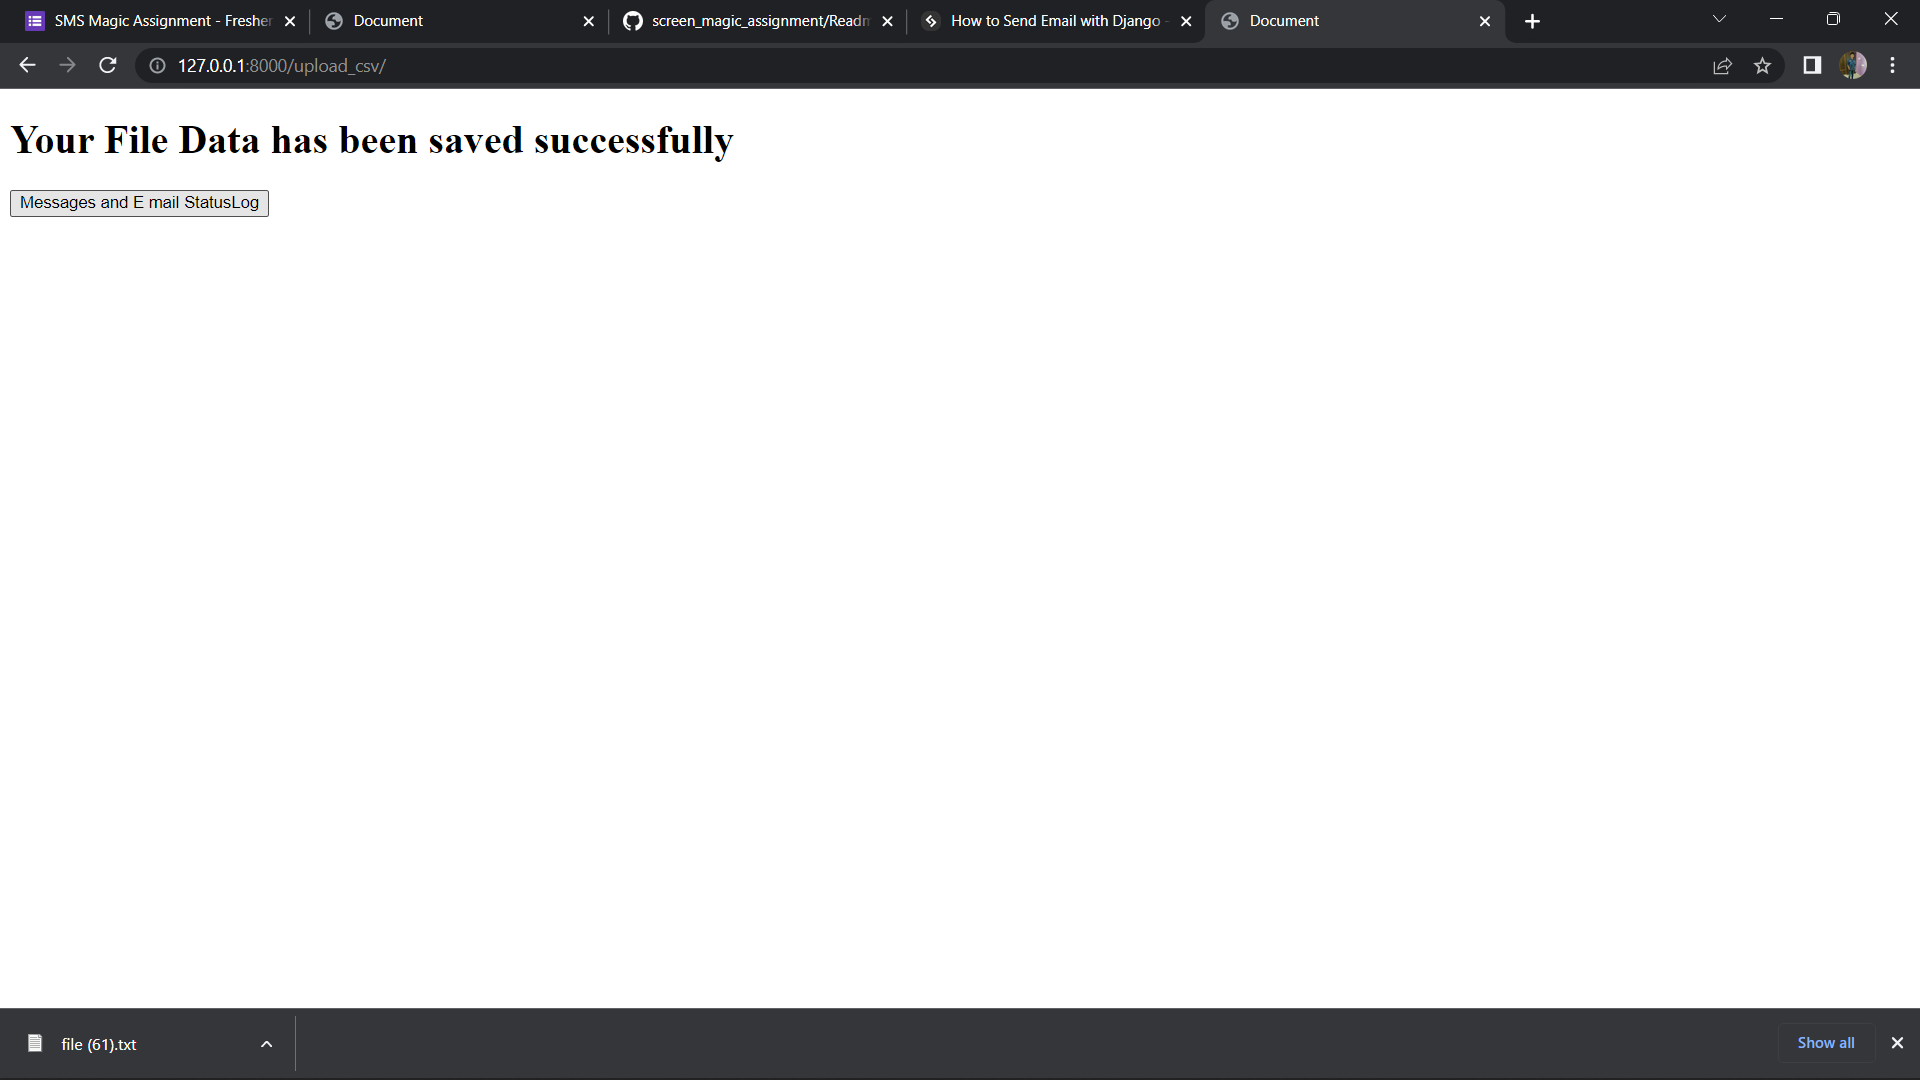 SMS Magic Assignment - Fresher
Document
screen_magic_assignment/Readm
How to Send Email with Django -
Document
127.0.0.1:8000/upload_csv/
Your File Data has been saved successfully
Messages and E mail StatusLog
file (61).txt
Show all